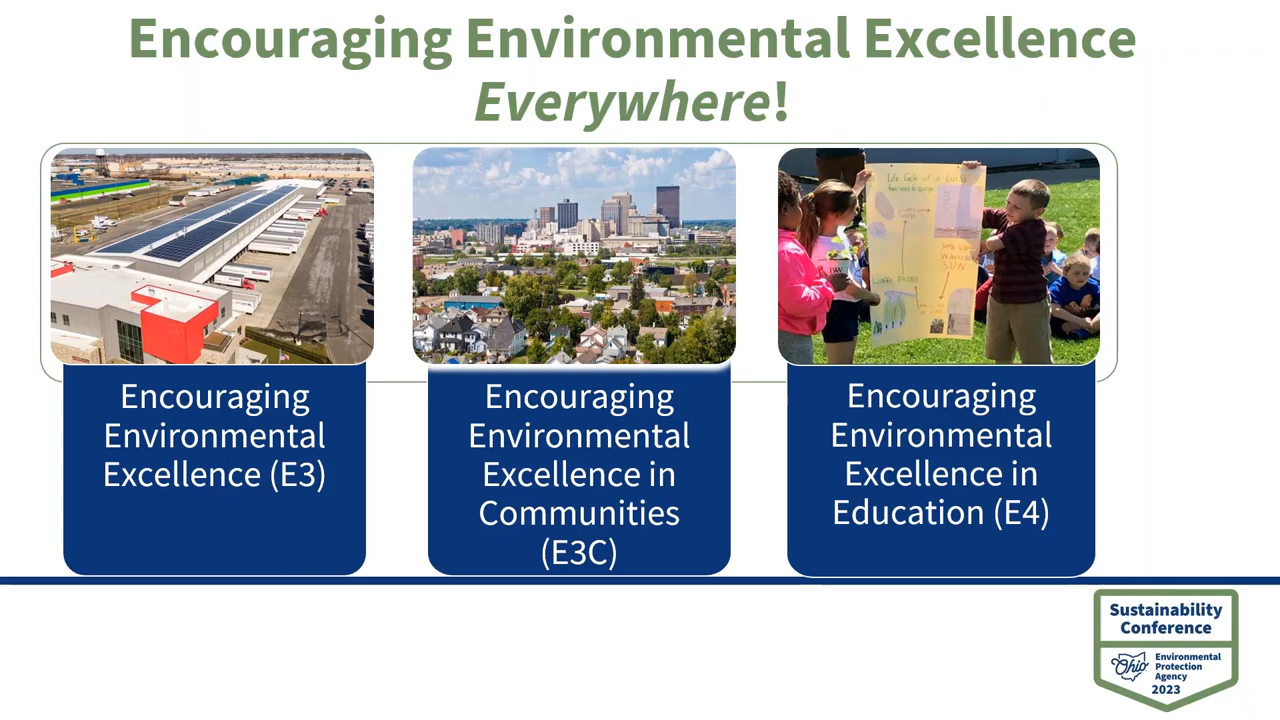 Encouraging Environmental Excellence
Everywhere!
Encouraging
Environmental
Excellence (E3)
Encouraging
Environmental
Excellence in
Communities
(E3C)
Encouraging
Environmental
Excellence in
Education (E4)
SUN
Sustainability
Conference
Ohio
Environmental
Protection
Agency
2023